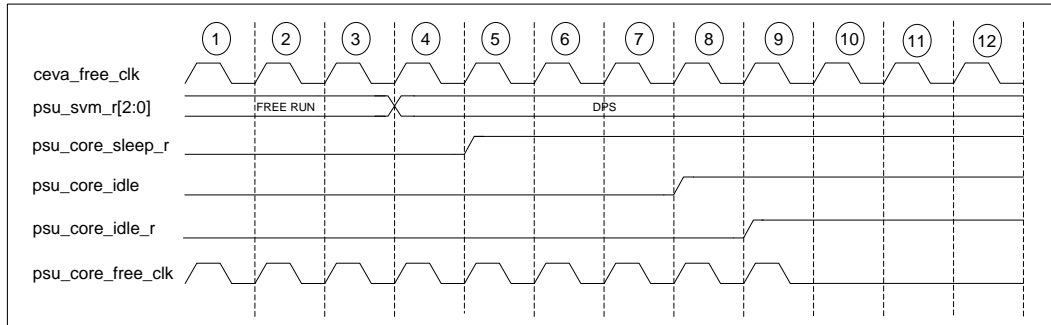 1 2 3 4 5 6 7 8 9 10 11 12
ceva_free_clk
psu_svm_r[2:0] FREE RUN DPS
psu_core_sleep_r
psu_core_idle
psu_core_idle_r
psu_core_free_clk